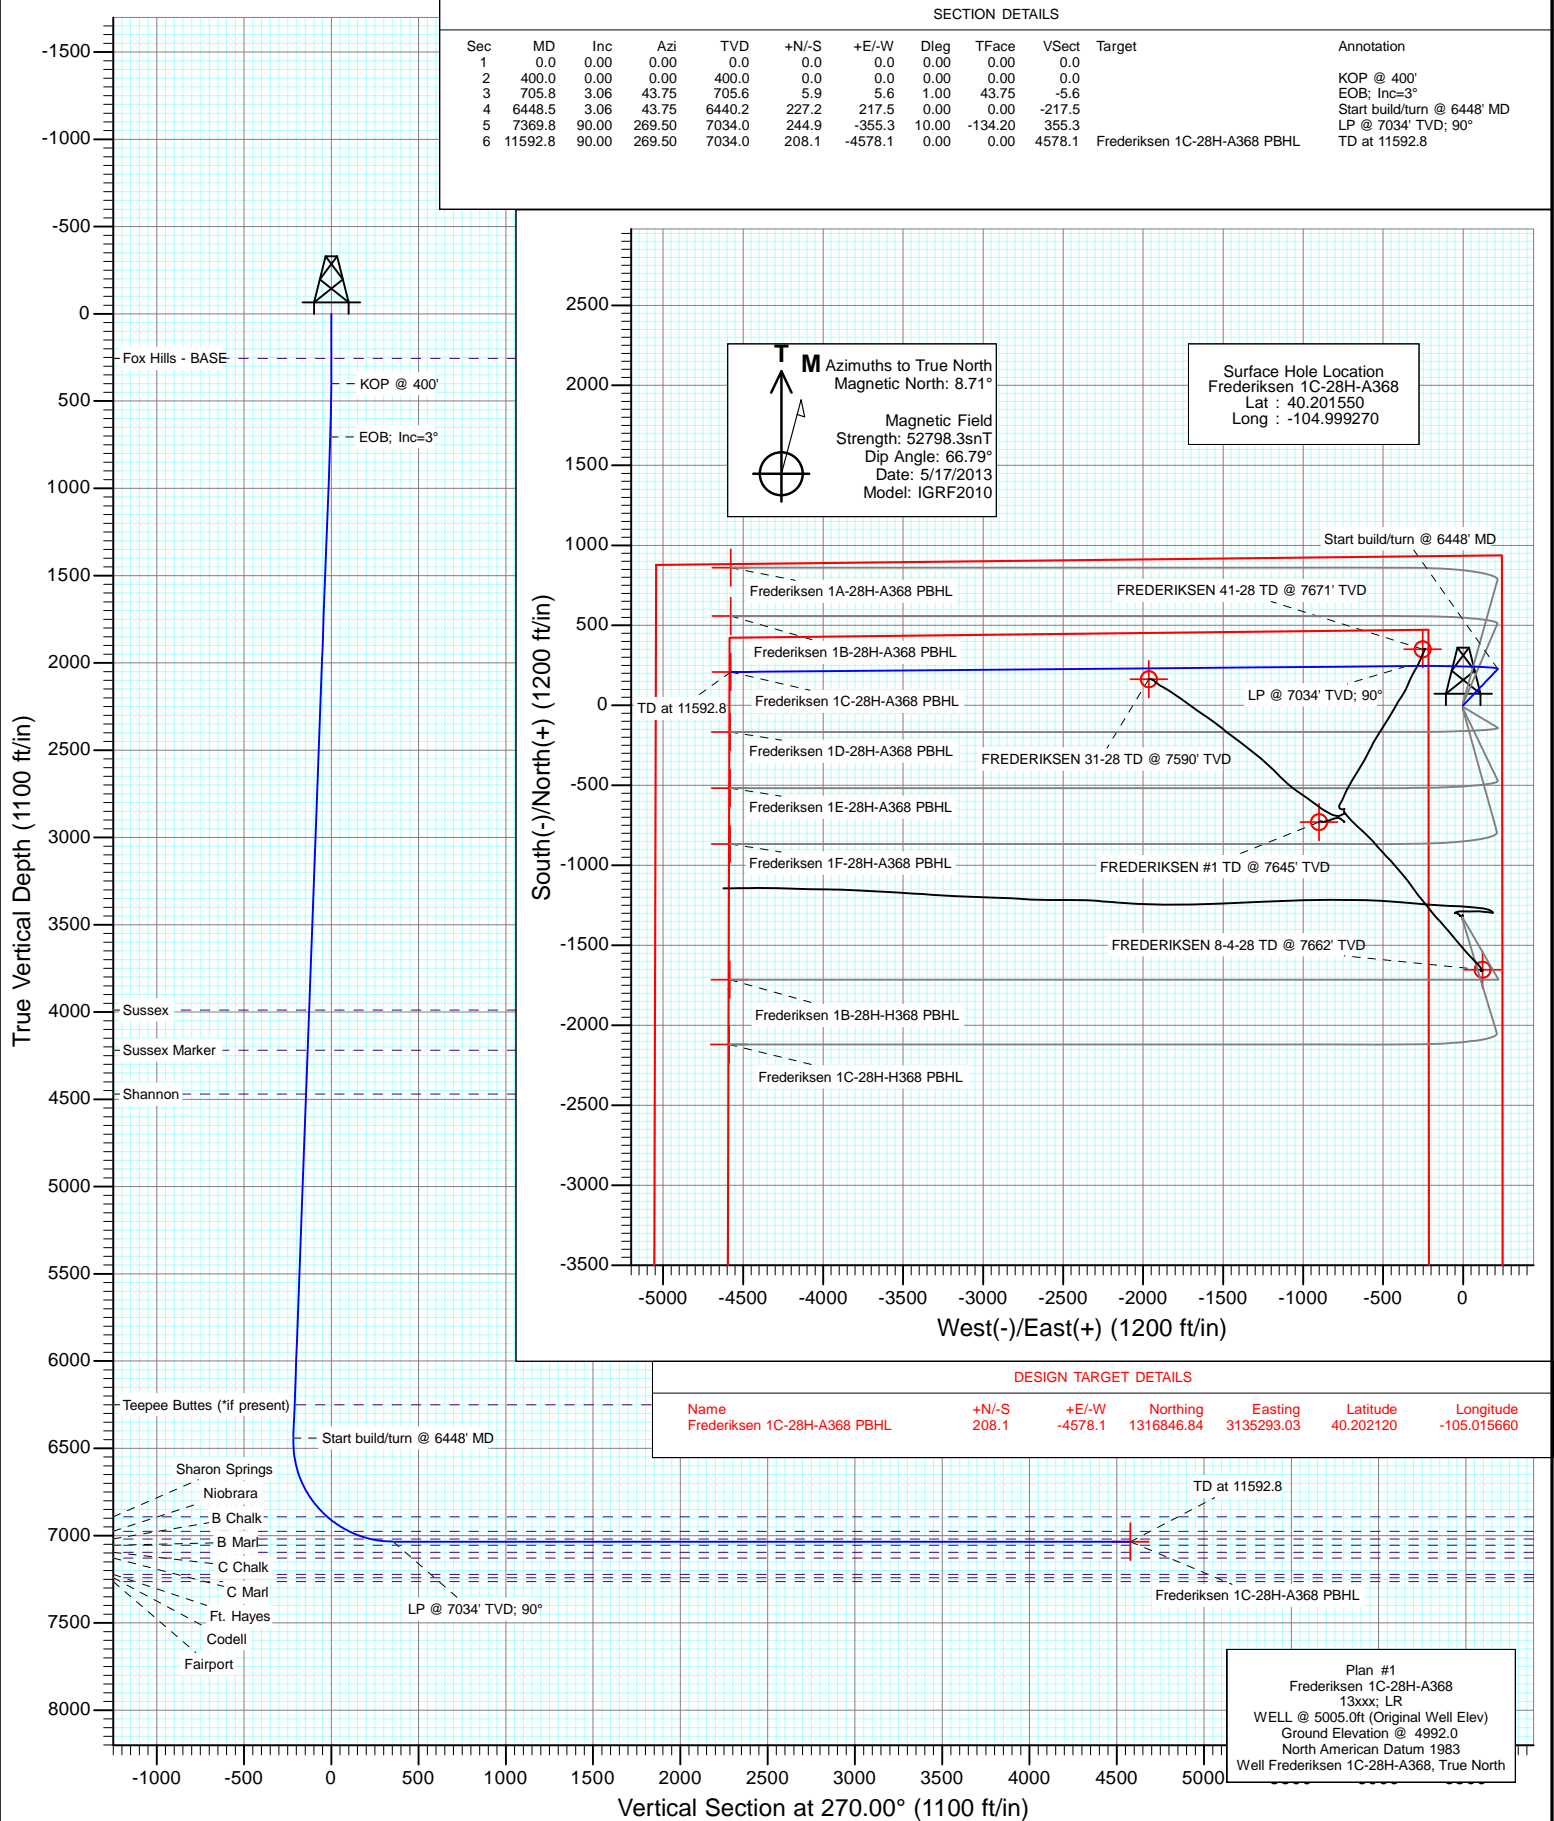 SECTION DETAILS
Sec MD Inc Azi TVD +N/-S +E/-W Dleg TFace VSect Target Annotation
1 0.0 0.00 0.00 0.0 0.0 0.0 0.00 0.00 0.0
2 400.0 0.00 0.00 400.0 0.0 0.0 0.00 0.00 0.0 KOP @ 400'
3 705.8 3.06 43.75 705.6 5.9 5.6 1.00 43.75 -5.6 EOB; Inc=3°
4 6448.5 3.06 43.75 6440.2 227.2 217.5 0.00 0.00 -217.5 Start build/turn @ 6448' MD
5 7369.8 90.00 269.50 7034.0 244.9 -355.3 10.00 -134.20 355.3 LP @ 7034' TVD; 90°
6 11592.8 90.00 269.50 7034.0 208.1 -4578.1 0.00 0.00 4578.1 Frederiksen 1C-28H-A368 PBHL TD at 11592.8
True Vertical Depth (1100 ft/in)
-1500
-1000
-500
0
500
1000
1500
2000
2500
3000
3500
4000
4500
5000
5500
6000
6500
7000
7500
8000
Fox Hills - BASE
KOP @ 400'
EOB; Inc=3°
Sussex
Sussex Marker
Shannon
Teepee Buttes (*if present)
Start build/turn @ 6448' MD
Sharon Springs
Niobrara
B Chalk
B Marl
C Chalk
C Marl
Ft. Hayes
Codell
Fairport
LP @ 7034' TVD; 90°
TD at 11592.8
Frederiksen 1C-28H-A368 PBHL
-1000 -500 0 500 1000 1500 2000 2500 3000 3500 4000 4500 5000
Vertical Section at 270.00° (1100 ft/in)
South(-)/North(+) (1200 ft/in)
2500
2000
1500
1000
500
0
-500
-1000
-1500
-2000
-2500
-3000
-3500
T M
Azimuths to True North
Magnetic North: 8.71°
Magnetic Field
Strength: 52798.3snT
Dip Angle: 66.79°
Date: 5/17/2013
Model: IGRF2010
Surface Hole Location
Frederiksen 1C-28H-A368
Lat : 40.201550
Long : -104.999270
Start build/turn @ 6448' MD
Frederiksen 1A-28H-A368 PBHL
FREDERIKSEN 41-28 TD @ 7671' TVD
Frederiksen 1B-28H-A368 PBHL
LP @ 7034' TVD; 90°
Frederiksen 1C-28H-A368 PBHL
TD at 11592.8
Frederiksen 1D-28H-A368 PBHL
FREDERIKSEN 31-28 TD @ 7590' TVD
Frederiksen 1E-28H-A368 PBHL
Frederiksen 1F-28H-A368 PBHL
FREDERIKSEN #1 TD @ 7645' TVD
FREDERIKSEN 8-4-28 TD @ 7662' TVD
Frederiksen 1B-28H-H368 PBHL
Frederiksen 1C-28H-H368 PBHL
-5000 -4500 -4000 -3500 -3000 -2500 -2000 -1500 -1000 -500 0
West(-)/East(+) (1200 ft/in)
DESIGN TARGET DETAILS
Name +N/-S +E/-W Northing Easting Latitude Longitude
Frederiksen 1C-28H-A368 PBHL 208.1 -4578.1 1316846.84 3135293.03 40.202120 -105.015660
Plan #1
Frederiksen 1C-28H-A368
13xxx; LR
WELL @ 5005.0ft (Original Well Elev)
Ground Elevation @ 4992.0
North American Datum 1983
Well Frederiksen 1C-28H-A368, True North